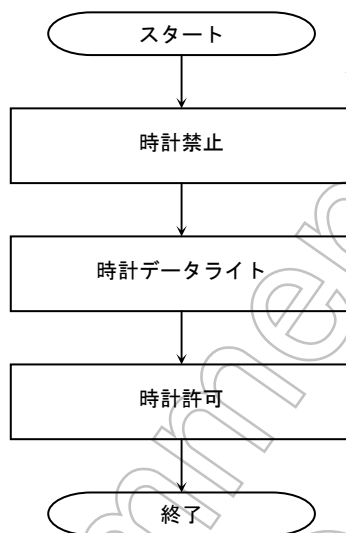 スタート
時計禁止
時計データライト
時計許可
終了